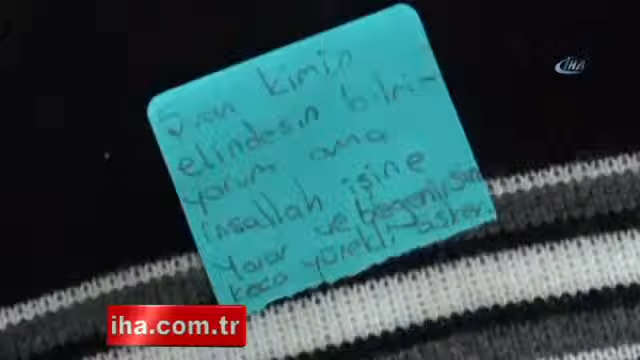 Şuan kimin
elindesin bilmi-
yorum ama
insallah işine
yarar ve beğenirsin
koca yürekli asker.
İHA
iha.com.tr